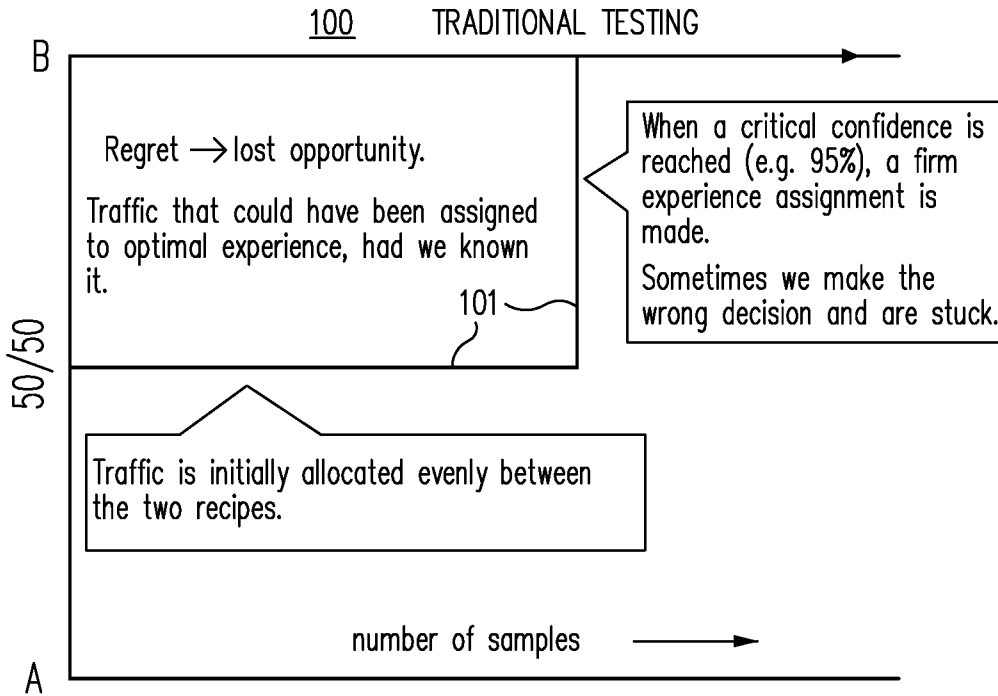 100 TRADITIONAL TESTING
B
Regret → lost opportunity.
Traffic that could have been assigned
to optimal experience, had we known
it.
When a critical confidence is
reached (e.g. 95%), a firm
experience assignment is
made.
Sometimes we make the
wrong decision and are stuck.
101
50/50
Traffic is initially allocated evenly between
the two recipes.
number of samples
A